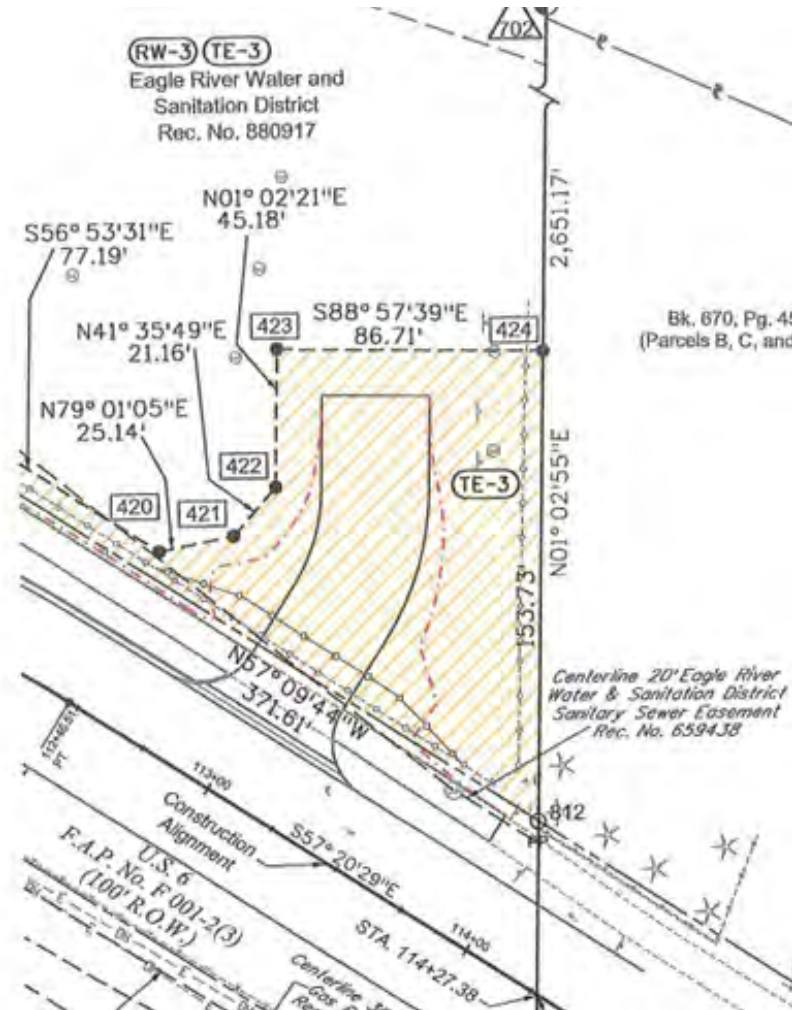 702
RW-3 TE-3
Eagle River Water and
Sanitation District
Rec. No. 880917
2,651.17'
N01° 02'21"E
45.18'
S56° 53'31"E
77.19'
S88° 57'39"E
86.71'
423
424
Bk. 670, Pg. 45
(Parcels B, C, and
N41° 35'49"E
21.16'
N79° 01'05"E
25.14'
422
420
421
TE-3
N01° 02'55"E
153.73'
N57° 09'44"W
371.61'
Centerline 20' Eagle River
Water & Sanitation District
Sanitary Sewer Easement
Rec. No. 659438
812
113+00
Construction
Alignment
S57° 20'29"E
U.S. 6
F.A.P. No. F 001-2(3)
(100' R.O.W.)
114+00
STA. 114+27.38
Gas